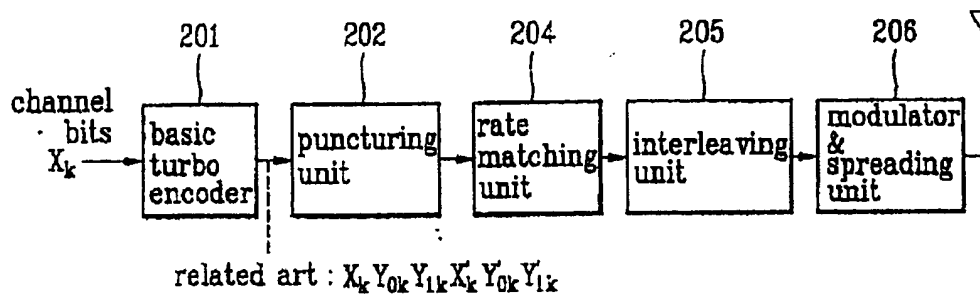 201
202
204
205
206
channel
bits
Xk
basic
turbo
encoder
puncturing
unit
rate
matching
unit
interleaving
unit
modulator
&
spreading
unit
related art : XkY0kY1kX'kY'0kY'1k